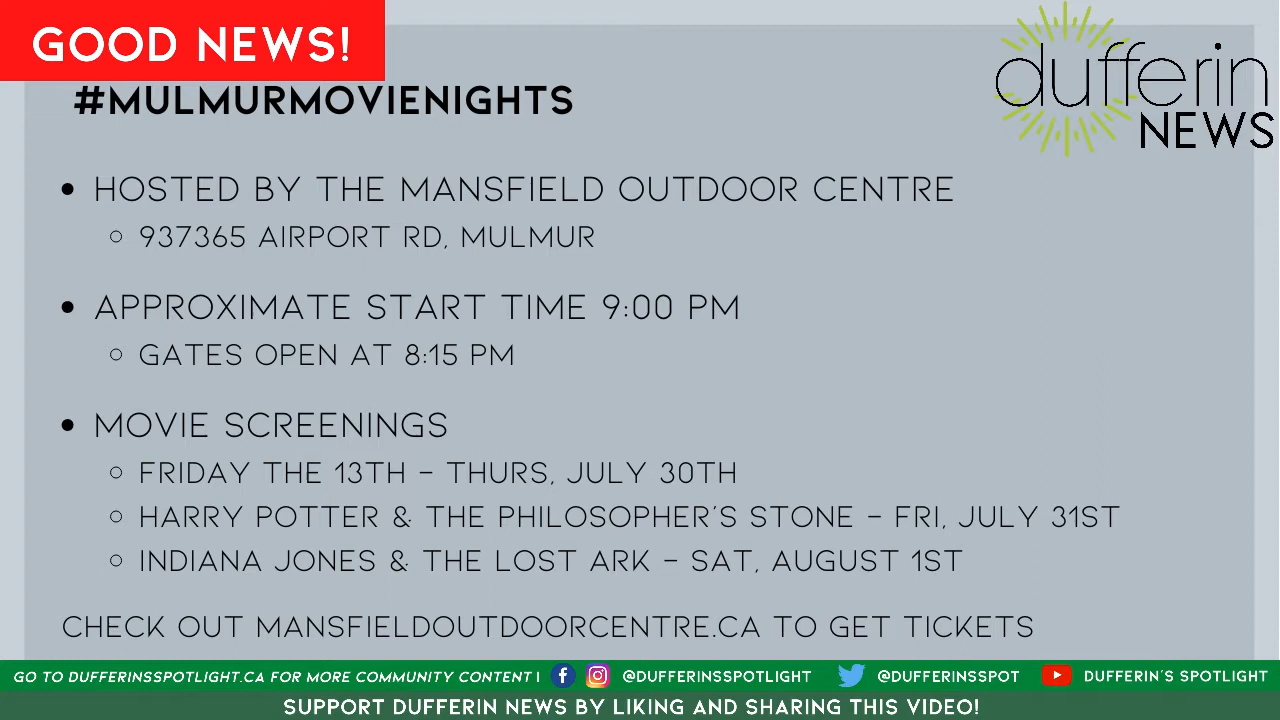 GOOD NEWS!
dufferin
NEWS
#MULMURMOVIENIGHTS
• HOSTED BY THE MANSFIELD OUTDOOR CENTRE
○ 937365 AIRPORT RD, MULMUR
• APPROXIMATE START TIME 9:00 PM
○ GATES OPEN AT 8:15 PM
• MOVIE SCREENINGS
○ FRIDAY THE 13TH - THURS, JULY 30TH
○ HARRY POTTER & THE PHILOSOPHER'S STONE - FRI, JULY 31ST
○ INDIANA JONES & THE LOST ARK - SAT, AUGUST 1ST
CHECK OUT MANSFIELDOUTDOORCENTRE.CA TO GET TICKETS
GO TO DUFFERINSSPOTLIGHT.CA FOR MORE COMMUNITY CONTENT | @DUFFERINSSPOTLIGHT @DUFFERINSSPOT DUFFERIN'S SPOTLIGHT
SUPPORT DUFFERIN NEWS BY LIKING AND SHARING THIS VIDEO!